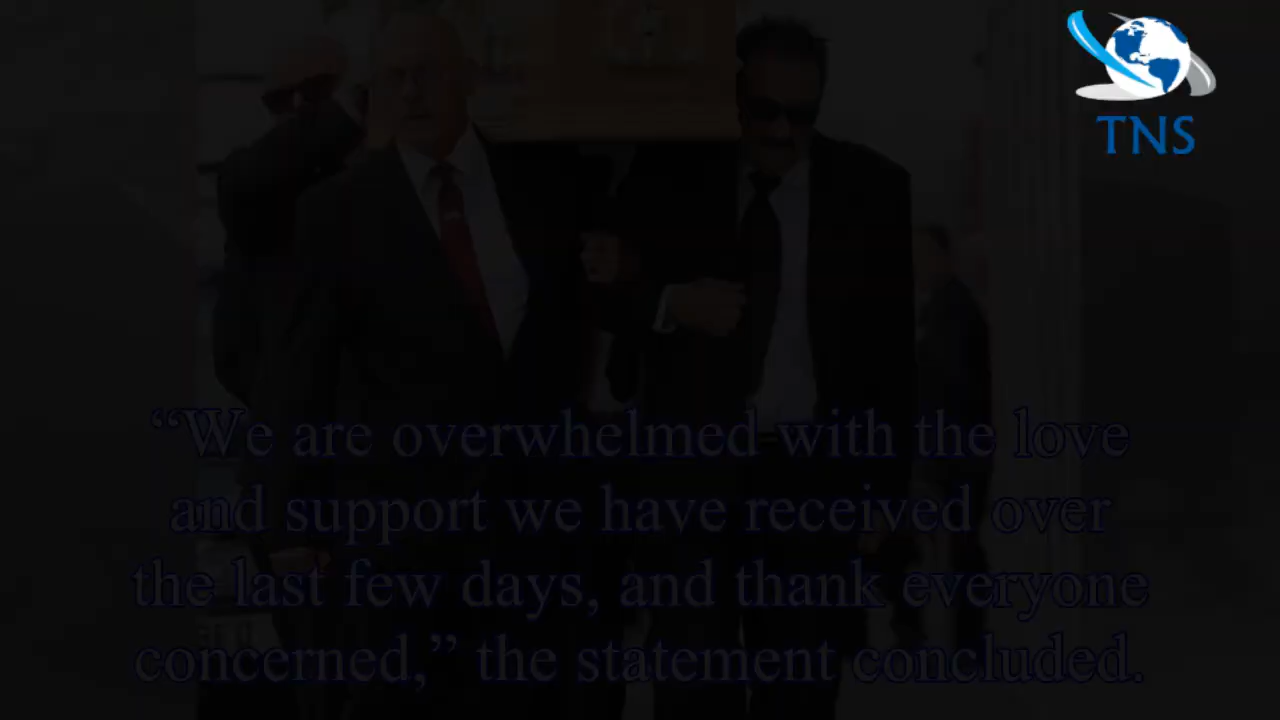 TNS
“We are overwhelmed with the love
and support we have received over
the last few days, and thank everyone
concerned,” the statement concluded.